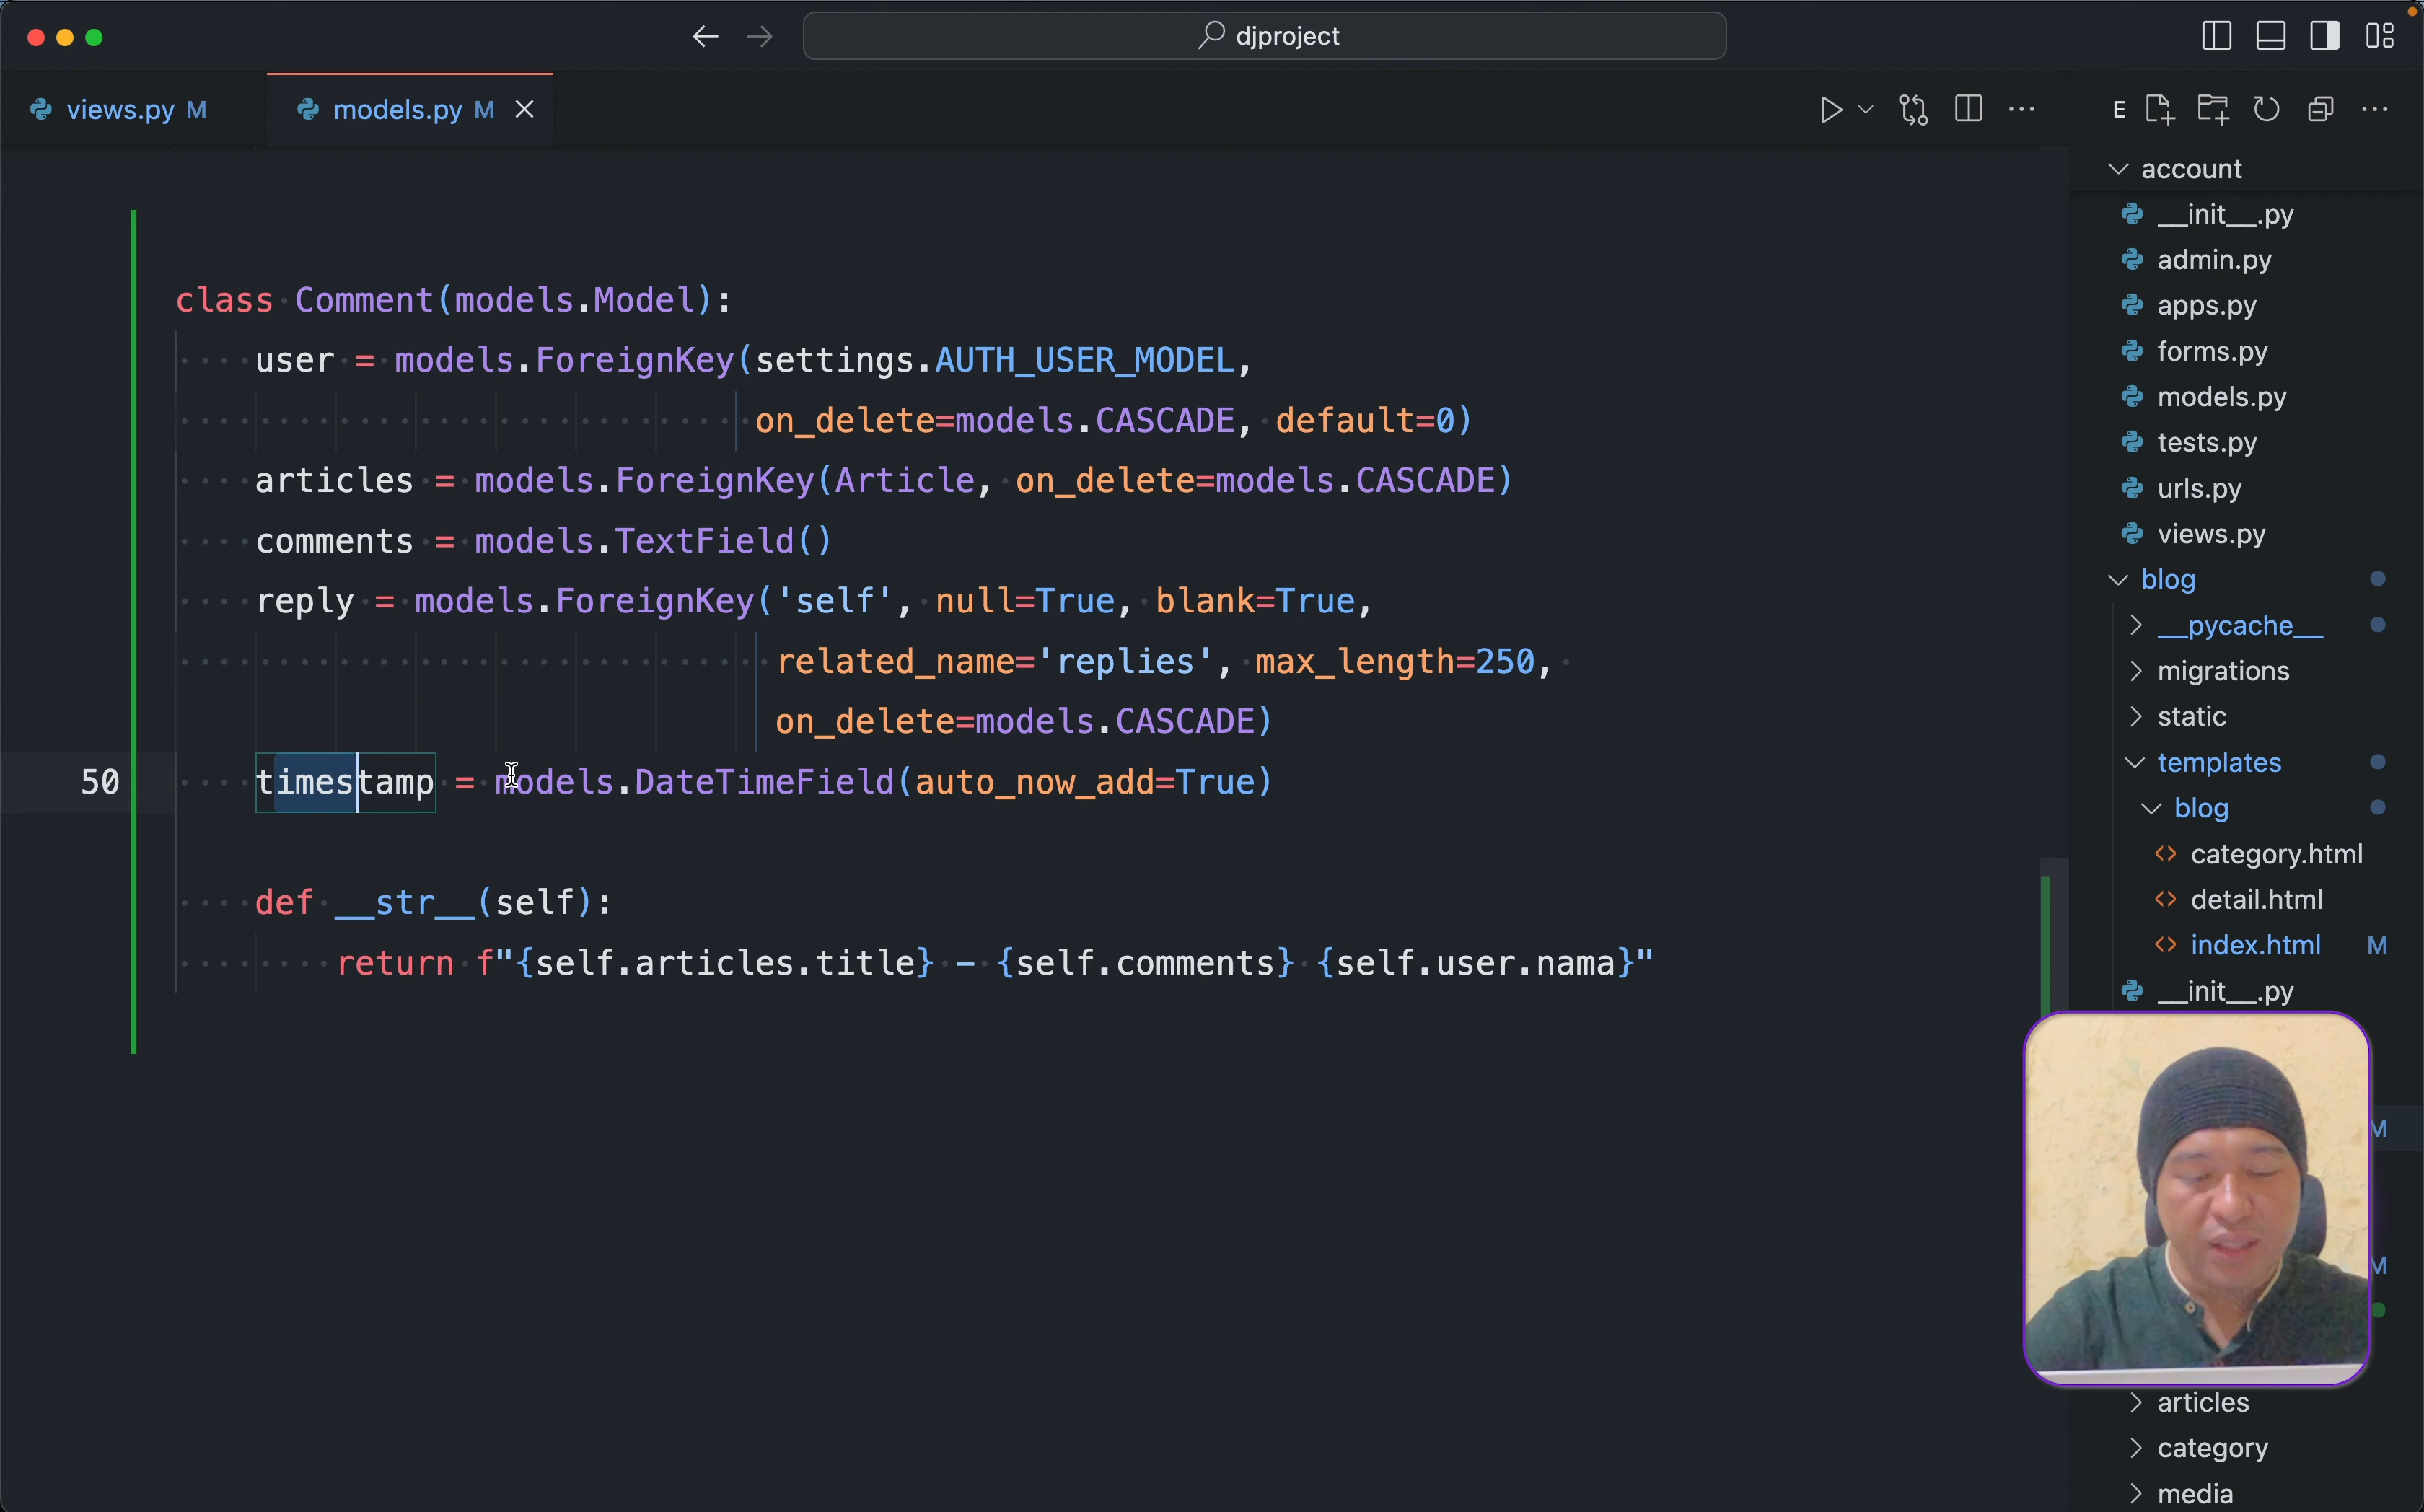 djproject
views.py M
models.py M
E
class Comment(models.Model):
user = models.ForeignKey(settings.AUTH_USER_MODEL,
on_delete=models.CASCADE, default=0)
articles = models.ForeignKey(Article, on_delete=models.CASCADE)
comments = models.TextField()
reply = models.ForeignKey('self', null=True, blank=True,
related_name='replies', max_length=250,
on_delete=models.CASCADE)
50 timestamp = models.DateTimeField(auto_now_add=True)
def __str__(self):
return f"{self.articles.title} - {self.comments} {self.user.nama}"
account
__init__.py
admin.py
apps.py
forms.py
models.py
tests.py
urls.py
views.py
blog
__pycache__
migrations
static
templates
blog
category.html
detail.html
index.html M
__init__.py
M
M
articles
category
media